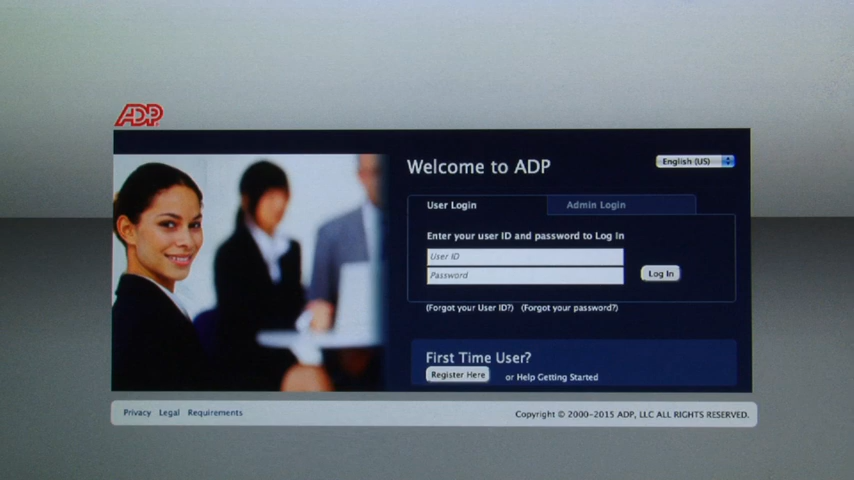 ADP
Welcome to ADP
English (US)
User Login
Admin Login
Enter your user ID and password to Log In
User ID
Password
Log In
(Forgot your User ID?) (Forgot your password?)
First Time User?
Register Here or Help Getting Started
Privacy Legal Requirements
Copyright © 2000-2015 ADP, LLC ALL RIGHTS RESERVED.